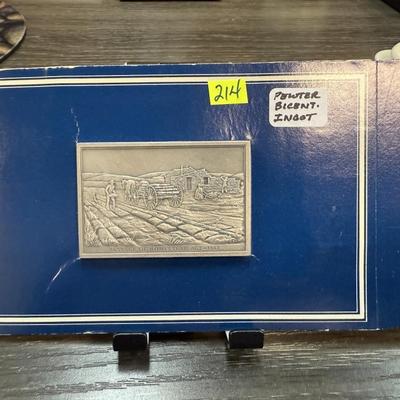 214
PEWTER
BICENT.
INGOT